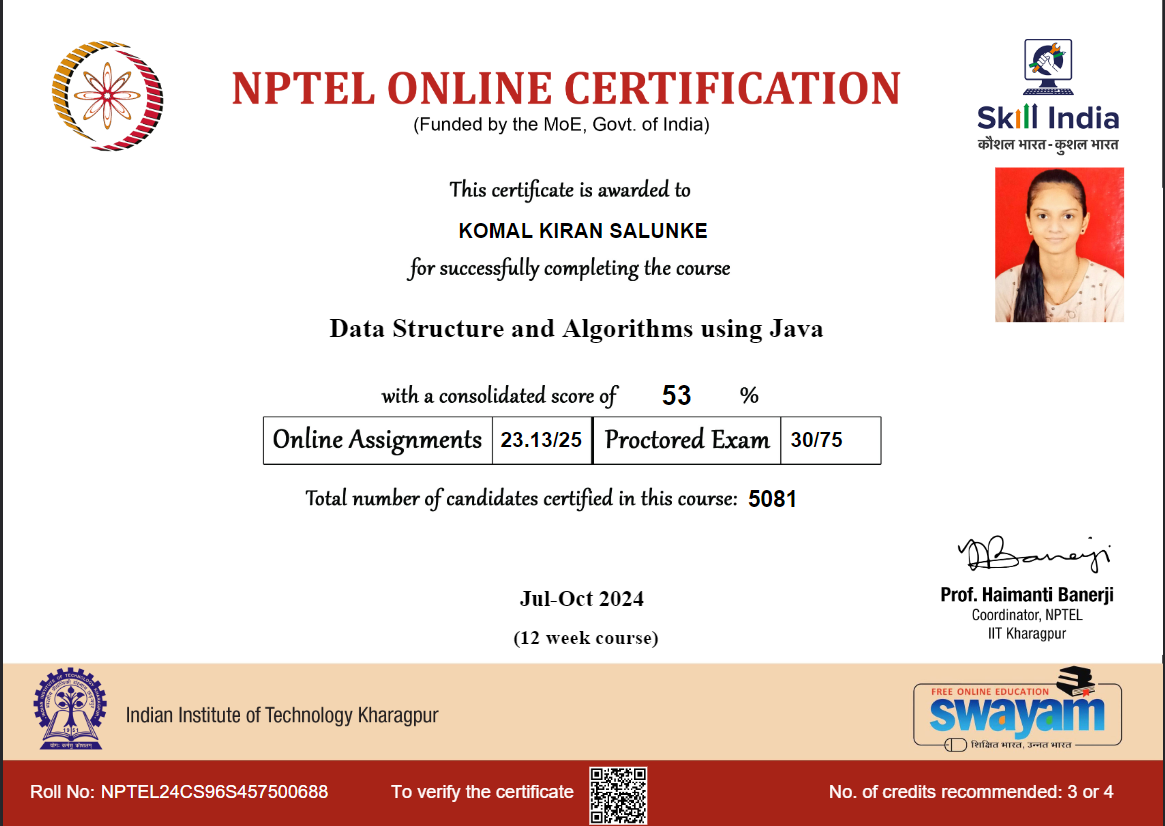 NPTEL ONLINE CERTIFICATION
(Funded by the MoE, Govt. of India)
Skill India
कौशल भारत - कुशल भारत
This certificate is awarded to
KOMAL KIRAN SALUNKE
for successfully completing the course
Data Structure and Algorithms using Java
with a consolidated score of 53 %
Online Assignments 23.13/25 Proctored Exam 30/75
Total number of candidates certified in this course: 5081
Jul-Oct 2024
(12 week course)
Banerji
Prof. Haimanti Banerji
Coordinator, NPTEL
IIT Kharagpur
Indian Institute of Technology Kharagpur
1951
योगः कर्मसु कौशलम्
FREE ONLINE EDUCATION
swayam
शिक्षित भारत, उन्नत भारत
Roll No: NPTEL24CS96S457500688
To verify the certificate
No. of credits recommended: 3 or 4